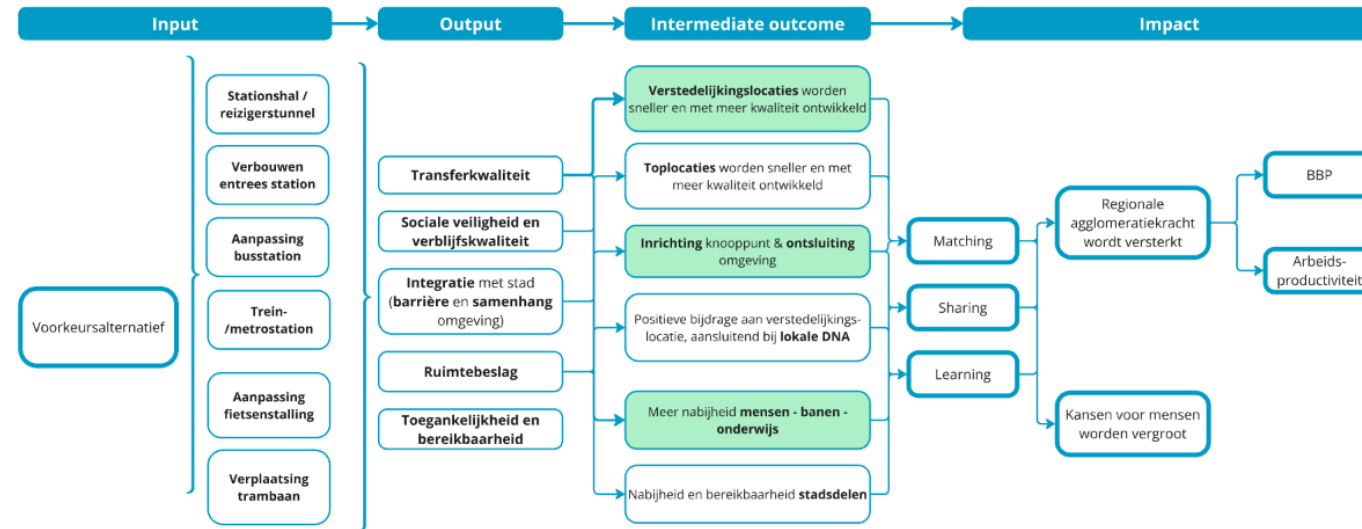 Input
Output
Intermediate outcome
Impact
Voorkeursalternatief
Stationshal /
reizigerstunnel
Verbouwen
entrees station
Aanpassing
busstation
Trein-
/metrostation
Aanpassing
fietsenstalling
Verplaatsing
trambaan
Transferkwaliteit
Sociale veiligheid en
verblijfskwaliteit
Integratie met stad
(barrière en samenhang
omgeving)
Ruimtebeslag
Toegankelijkheid en
bereikbaarheid
Verstedelijkingslocaties worden
sneller en met meer kwaliteit ontwikkeld
Toplocaties worden sneller en met
meer kwaliteit ontwikkeld
Inrichting knooppunt & ontsluiting
omgeving
Positieve bijdrage aan verstedelijkings-
locatie, aansluitend bij lokale DNA
Meer nabijheid mensen - banen -
onderwijs
Nabijheid en bereikbaarheid stadsdelen
Matching
Sharing
Learning
Regionale
agglomeratiekracht
wordt versterkt
Kansen voor mensen
worden vergroot
BBP
Arbeids-
productiviteit